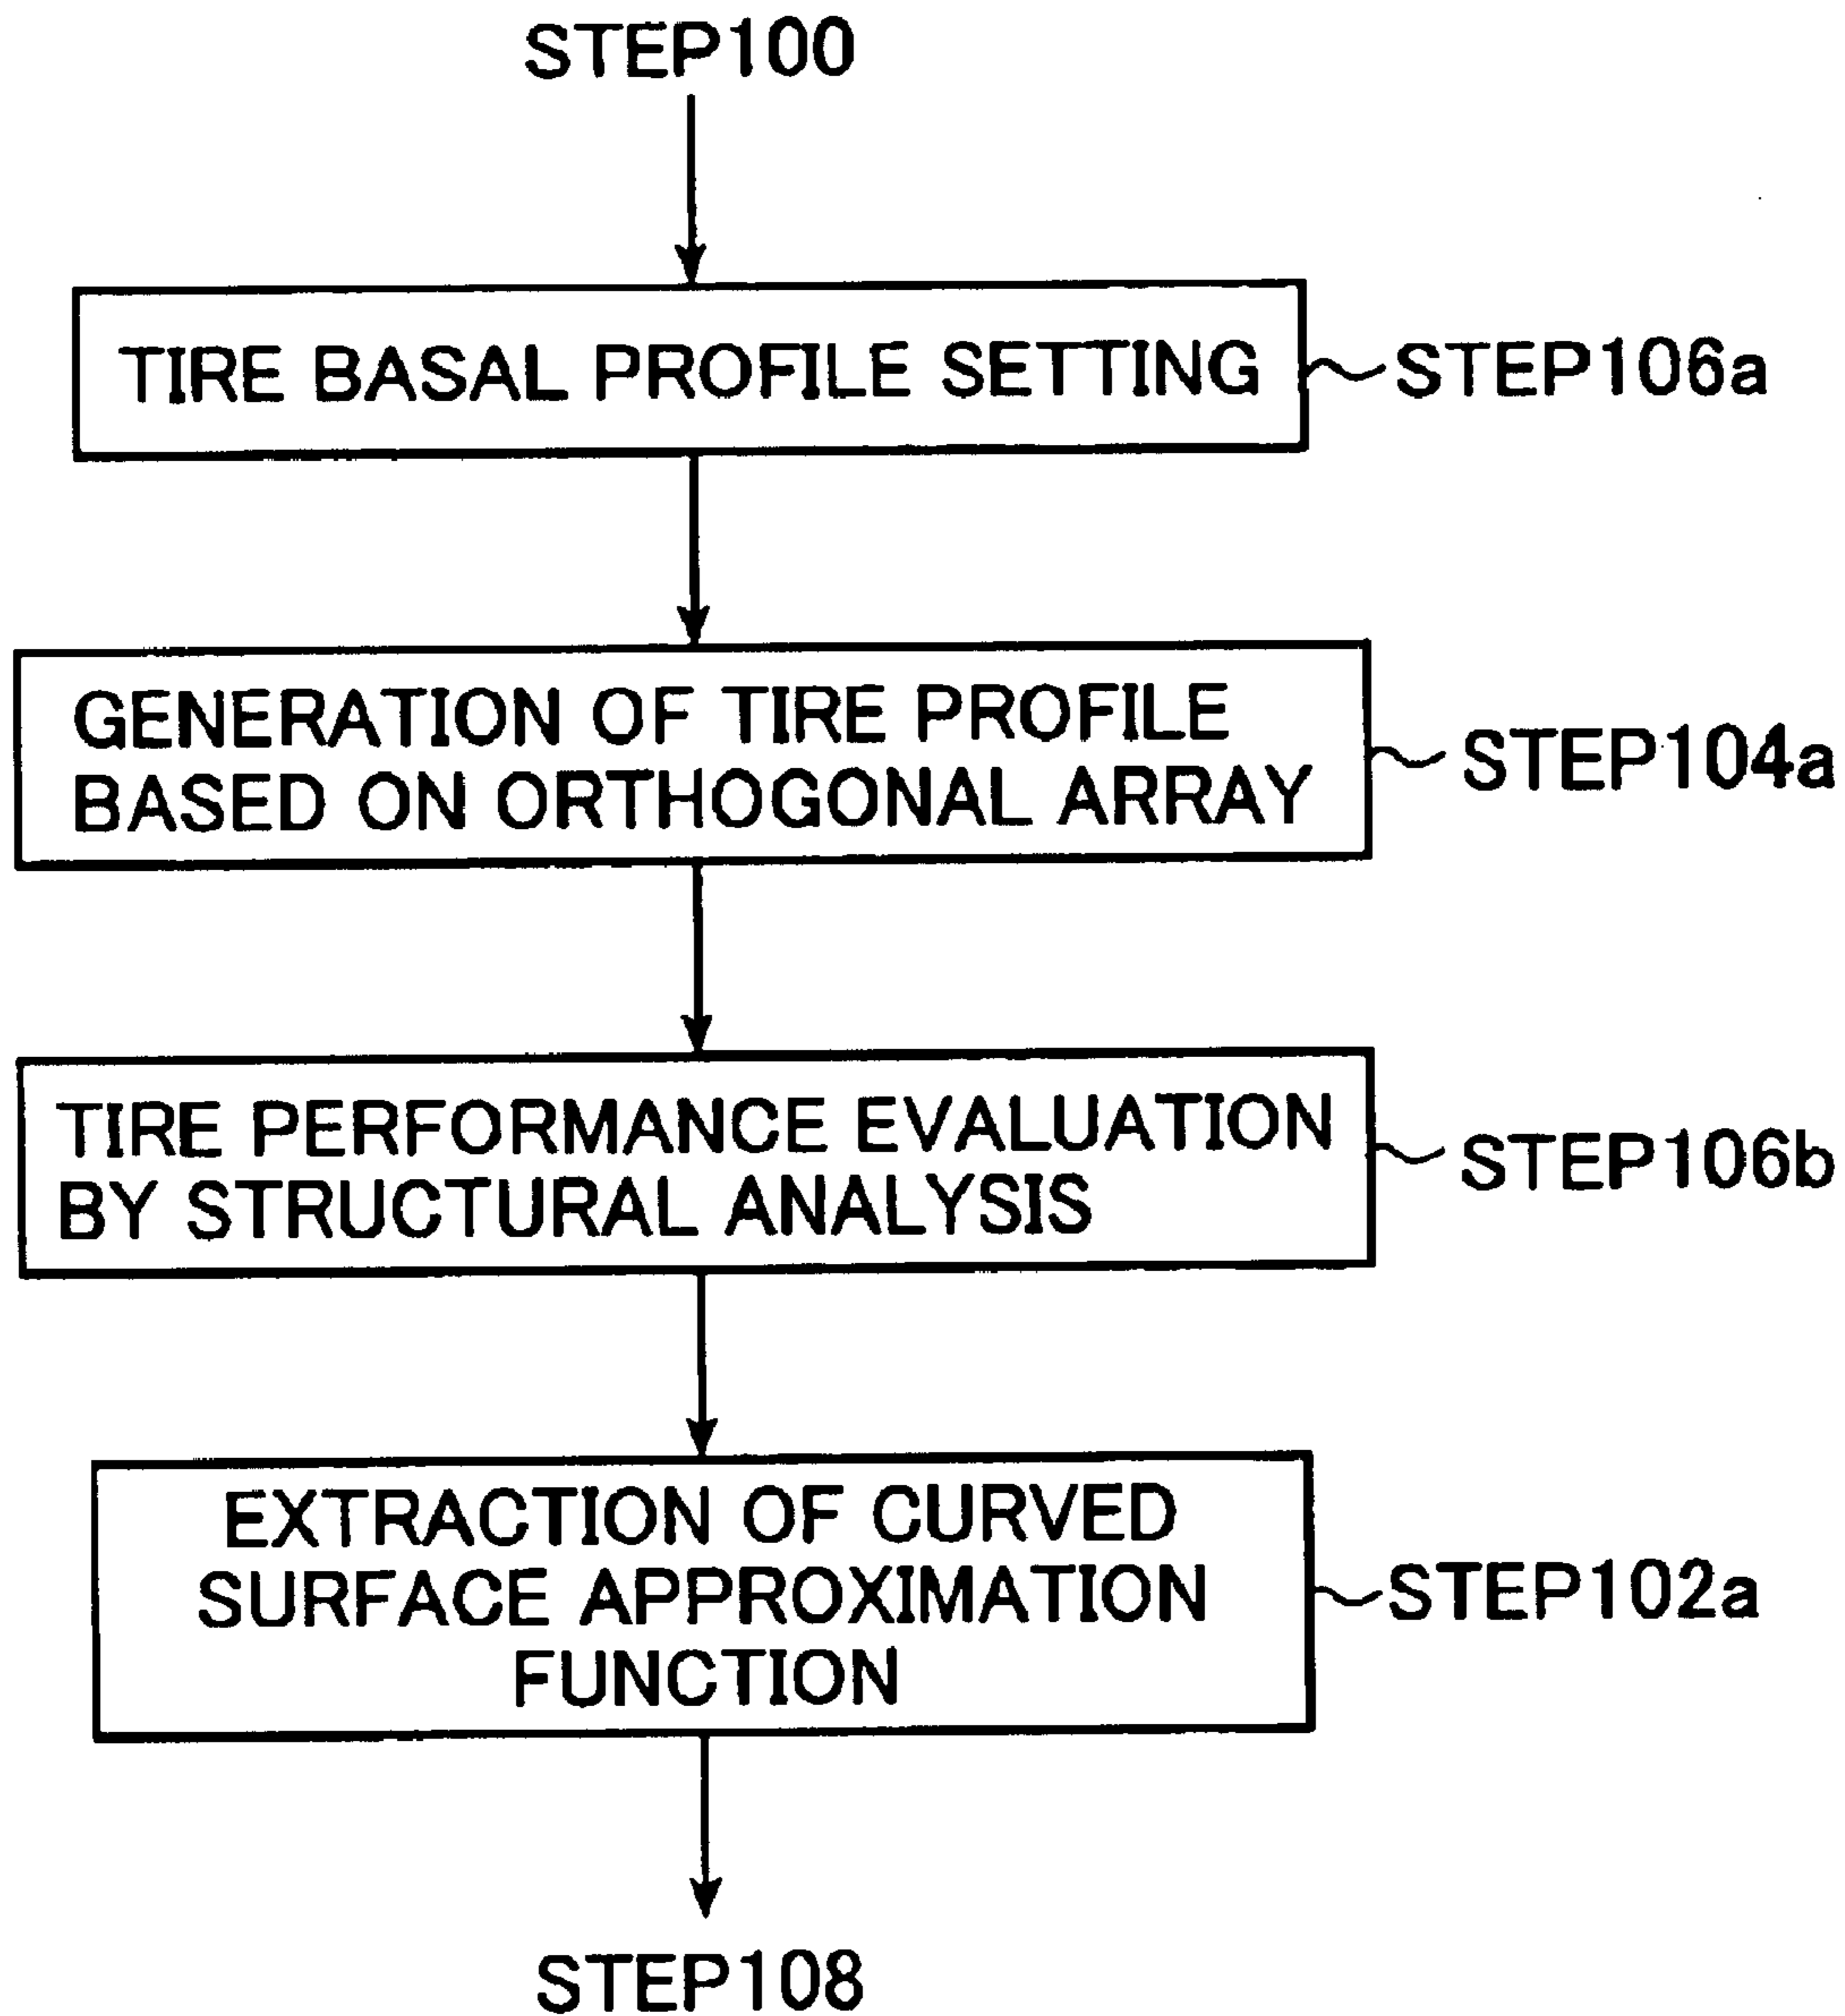 STEP100
TIRE BASAL PROFILE SETTING
STEP106a
GENERATION OF TIRE PROFILE
BASED ON ORTHOGONAL ARRAY
STEP104a
TIRE PERFORMANCE EVALUATION
BY STRUCTURAL ANALYSIS
STEP106b
EXTRACTION OF CURVED
SURFACE APPROXIMATION
FUNCTION
STEP102a
STEP108